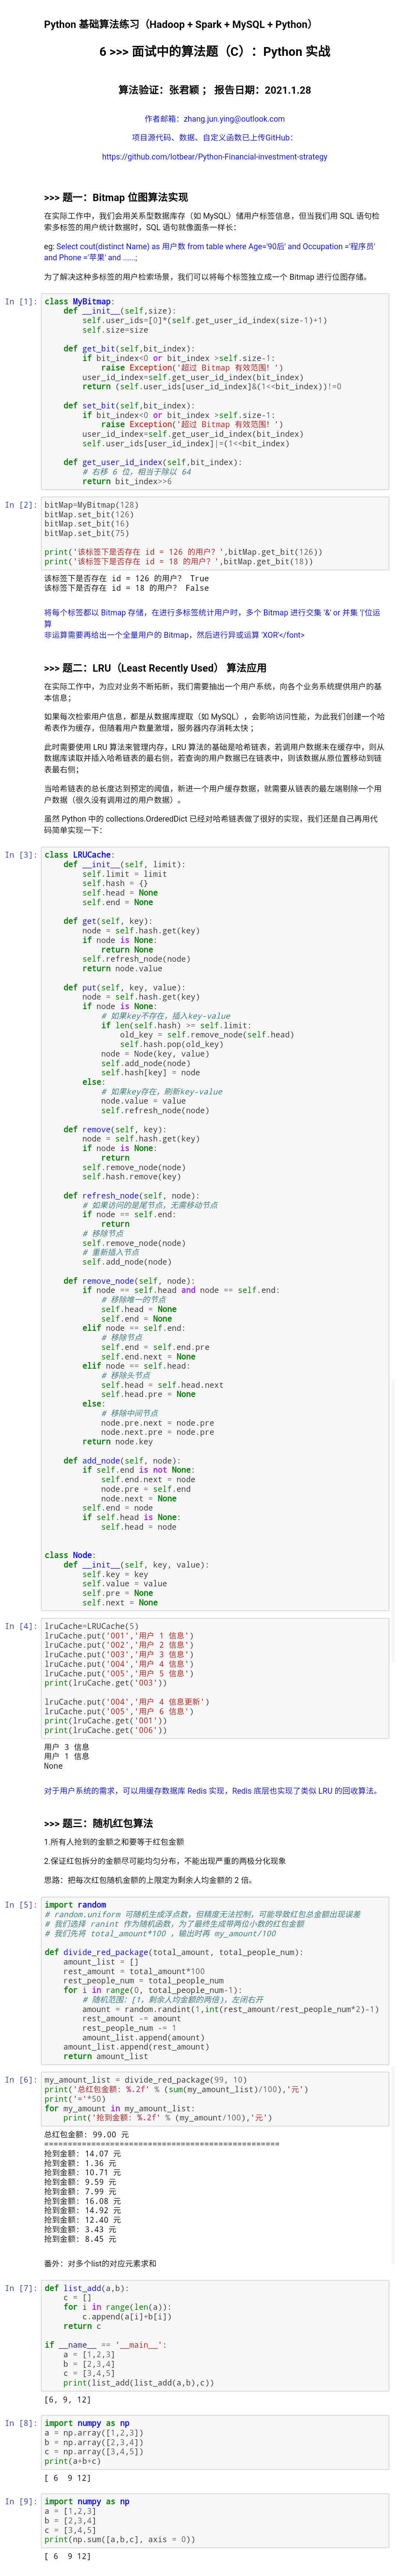 Python 基础算法练习（Hadoop + Spark + MySQL + Python）
6 >>> 面试中的算法题（C）：Python 实战
算法验证：张君颖 ； 报告日期：2021.1.28
作者邮箱：zhang.jun.ying@outlook.com
项目源代码、数据、自定义函数已上传GitHub：
https://github.com/lotbear/Python-Financial-investment-strategy
>>> 题一：Bitmap 位图算法实现
在实际工作中，我们会用关系型数据库存（如 MySQL）储用户标签信息，但当我们用 SQL 语句检
索多标签的用户统计数据时，SQL 语句就像面条一样长：
eg: Select cout(distinct Name) as 用户数 from table where Age='90后' and Occupation ='程序员'
and Phone ='苹果' and ......;
为了解决这种多标签的用户检索场景，我们可以将每个标签独立成一个 Bitmap 进行位图存储。
In [1]: class MyBitmap:
    def __init__(self,size):
        self.user_ids=[0]*(self.get_user_id_index(size-1)+1)
        self.size=size

    def get_bit(self,bit_index):
        if bit_index<0 or bit_index >self.size-1:
            raise Exception('超过 Bitmap 有效范围！')
        user_id_index=self.get_user_id_index(bit_index)
        return (self.user_ids[user_id_index]&(1<<bit_index))!=0

    def set_bit(self,bit_index):
        if bit_index<0 or bit_index >self.size-1:
            raise Exception('超过 Bitmap 有效范围！')
        user_id_index=self.get_user_id_index(bit_index)
        self.user_ids[user_id_index]|=(1<<bit_index)

    def get_user_id_index(self,bit_index):
        # 右移 6 位，相当于除以 64
        return bit_index>>6
In [2]: bitMap=MyBitmap(128)
bitMap.set_bit(126)
bitMap.set_bit(16)
bitMap.set_bit(75)

print('该标签下是否存在 id = 126 的用户？',bitMap.get_bit(126))
print('该标签下是否存在 id = 18 的用户？',bitMap.get_bit(18))
该标签下是否存在 id = 126 的用户？ True
该标签下是否存在 id = 18 的用户？ False
将每个标签都以 Bitmap 存储，在进行多标签统计用户时，多个 Bitmap 进行交集 '&' or 并集 '|'位运
算
非运算需要再给出一个全量用户的 Bitmap，然后进行异或运算 'XOR'</font>
>>> 题二：LRU（Least Recently Used） 算法应用
在实际工作中，为应对业务不断拓新，我们需要抽出一个用户系统，向各个业务系统提供用户的基
本信息；
如果每次检索用户信息，都是从数据库提取（如 MySQL），会影响访问性能，为此我们创建一个哈
希表作为缓存，但随着用户数量激增，服务器内存消耗太快；
此时需要使用 LRU 算法来管理内存，LRU 算法的基础是哈希链表，若调用户数据未在缓存中，则从
数据库读取并插入哈希链表的最右侧，若查询的用户数据已在链表中，则该数据从原位置移动到链
表最右侧；
当哈希链表的总长度达到预定的阈值，新进一个用户缓存数据，就需要从链表的最左端剔除一个用
户数据（很久没有调用过的用户数据）。
虽然 Python 中的 collections.OrderedDict 已经对哈希链表做了很好的实现，我们还是自己再用代
码简单实现一下：
In [3]: class LRUCache:
    def __init__(self, limit):
        self.limit = limit
        self.hash = {}
        self.head = None
        self.end = None

    def get(self, key):
        node = self.hash.get(key)
        if node is None:
            return None
        self.refresh_node(node)
        return node.value

    def put(self, key, value):
        node = self.hash.get(key)
        if node is None:
            # 如果key不存在，插入key-value
            if len(self.hash) >= self.limit:
                old_key = self.remove_node(self.head)
                self.hash.pop(old_key)
            node = Node(key, value)
            self.add_node(node)
            self.hash[key] = node
        else:
            # 如果key存在，刷新key-value
            node.value = value
            self.refresh_node(node)

    def remove(self, key):
        node = self.hash.get(key)
        if node is None:
            return
        self.remove_node(node)
        self.hash.remove(key)

    def refresh_node(self, node):
        # 如果访问的是尾节点，无需移动节点
        if node == self.end:
            return
        # 移除节点
        self.remove_node(node)
        # 重新插入节点
        self.add_node(node)

    def remove_node(self, node):
        if node == self.head and node == self.end:
            # 移除唯一的节点
            self.head = None
            self.end = None
        elif node == self.end:
            # 移除节点
            self.end = self.end.pre
            self.end.next = None
        elif node == self.head:
            # 移除头节点
            self.head = self.head.next
            self.head.pre = None
        else:
            # 移除中间节点
            node.pre.next = node.pre
            node.next.pre = node.pre
        return node.key

    def add_node(self, node):
        if self.end is not None:
            self.end.next = node
            node.pre = self.end
            node.next = None
        self.end = node
        if self.head is None:
            self.head = node


class Node:
    def __init__(self, key, value):
        self.key = key
        self.value = value
        self.pre = None
        self.next = None
In [4]: lruCache=LRUCache(5)
lruCache.put('001','用户 1 信息')
lruCache.put('002','用户 2 信息')
lruCache.put('003','用户 3 信息')
lruCache.put('004','用户 4 信息')
lruCache.put('005','用户 5 信息')
print(lruCache.get('003'))

lruCache.put('004','用户 4 信息更新')
lruCache.put('005','用户 6 信息')
print(lruCache.get('001'))
print(lruCache.get('006'))
用户 3 信息
用户 1 信息
None
对于用户系统的需求，可以用缓存数据库 Redis 实现，Redis 底层也实现了类似 LRU 的回收算法。
>>> 题三：随机红包算法
1.所有人抢到的金额之和要等于红包金额
2.保证红包拆分的金额尽可能均匀分布，不能出现严重的两极分化现象
思路：把每次红包随机金额的上限定为剩余人均金额的 2 倍。
In [5]: import random
# random.uniform 可随机生成浮点数，但精度无法控制，可能导致红包总金额出现误差
# 我们选择 ranint 作为随机函数，为了最终生成带两位小数的红包金额
# 我们先将 total_amount*100 ，输出时再 my_amount/100

def divide_red_package(total_amount, total_people_num):
    amount_list = []
    rest_amount = total_amount*100
    rest_people_num = total_people_num
    for i in range(0, total_people_num-1):
        # 随机范围：[1，剩余人均金额的两倍)，左闭右开
        amount = random.randint(1,int(rest_amount/rest_people_num*2)-1)
        rest_amount -= amount
        rest_people_num -= 1
        amount_list.append(amount)
    amount_list.append(rest_amount)
    return amount_list
In [6]: my_amount_list = divide_red_package(99, 10)
print('总红包金额: %.2f' % (sum(my_amount_list)/100),'元')
print('='*50)
for my_amount in my_amount_list:
    print('抢到金额: %.2f' % (my_amount/100),'元')
总红包金额: 99.00 元
==================================================
抢到金额: 14.07 元
抢到金额: 1.36 元
抢到金额: 10.71 元
抢到金额: 9.59 元
抢到金额: 7.99 元
抢到金额: 16.08 元
抢到金额: 14.92 元
抢到金额: 12.40 元
抢到金额: 3.43 元
抢到金额: 8.45 元
番外：对多个list的对应元素求和
In [7]: def list_add(a,b):
    c = []
    for i in range(len(a)):
        c.append(a[i]+b[i])
    return c

if __name__ == '__main__':
    a = [1,2,3]
    b = [2,3,4]
    c = [3,4,5]
    print(list_add(list_add(a,b),c))
[6, 9, 12]
In [8]: import numpy as np
a = np.array([1,2,3])
b = np.array([2,3,4])
c = np.array([3,4,5])
print(a+b+c)
[ 6  9 12]
In [9]: import numpy as np
a = [1,2,3]
b = [2,3,4]
c = [3,4,5]
print(np.sum([a,b,c], axis = 0))
[ 6  9 12]